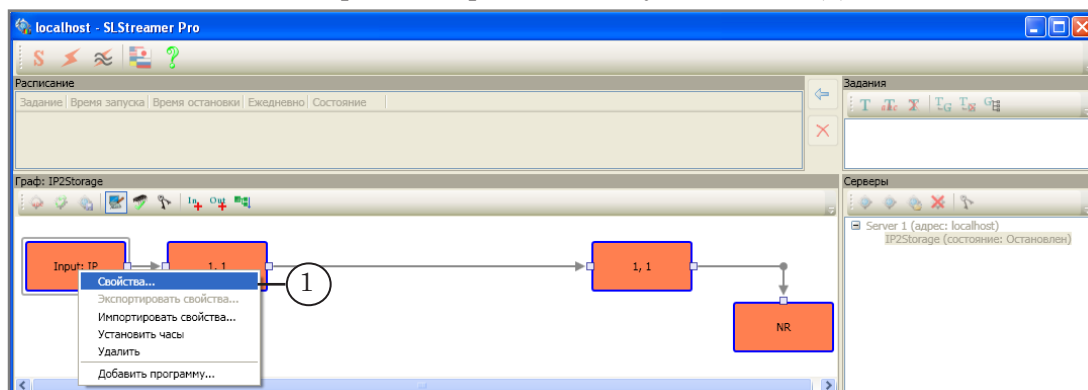 localhost - SLStreamer Pro
Расписание
Задание Время запуска Время остановки Ежедневно Состояние
Задания
Граф: IP2Storage
Серверы
Server 1 (адрес: localhost)
IP2Storage (состояние: Остановлен)
Input: IP
1, 1
1, 1
NR
Свойства...
Экспортировать свойства...
Импортировать свойства...
Установить часы
Удалить
Добавить программу...
1